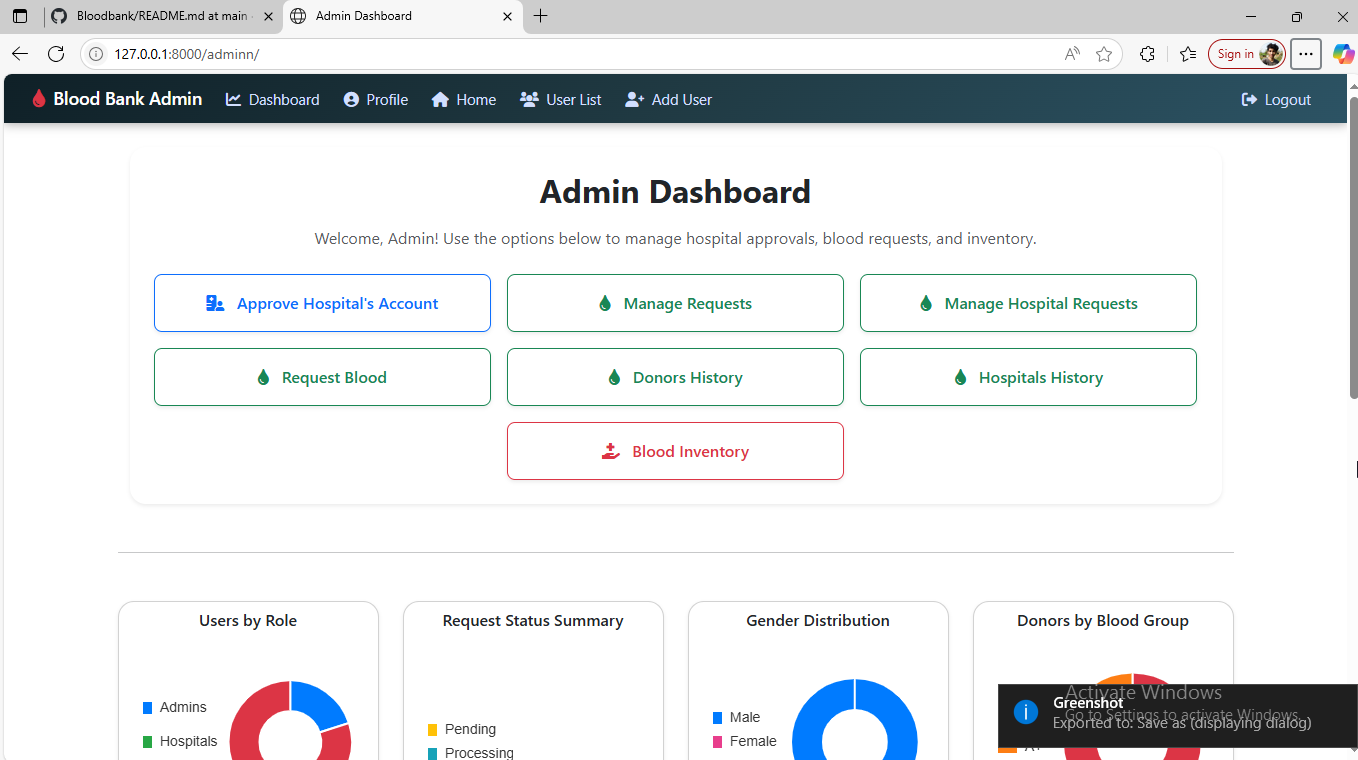 Bloodbank/README.md at main
Admin Dashboard
127.0.0.1:8000/adminn/
Sign in
Blood Bank Admin
Dashboard
Profile
Home
User List
Add User
Logout
Admin Dashboard
Welcome, Admin! Use the options below to manage hospital approvals, blood requests, and inventory.
Approve Hospital's Account
Manage Requests
Manage Hospital Requests
Request Blood
Donors History
Hospitals History
Blood Inventory
Users by Role
Request Status Summary
Gender Distribution
Donors by Blood Group
Admins
Hospitals
Pending
Processing
Male
Female
Activate Windows
Go to Settings to activate Windows.
Greenshot
Exported to: Save as (displaying dialog)